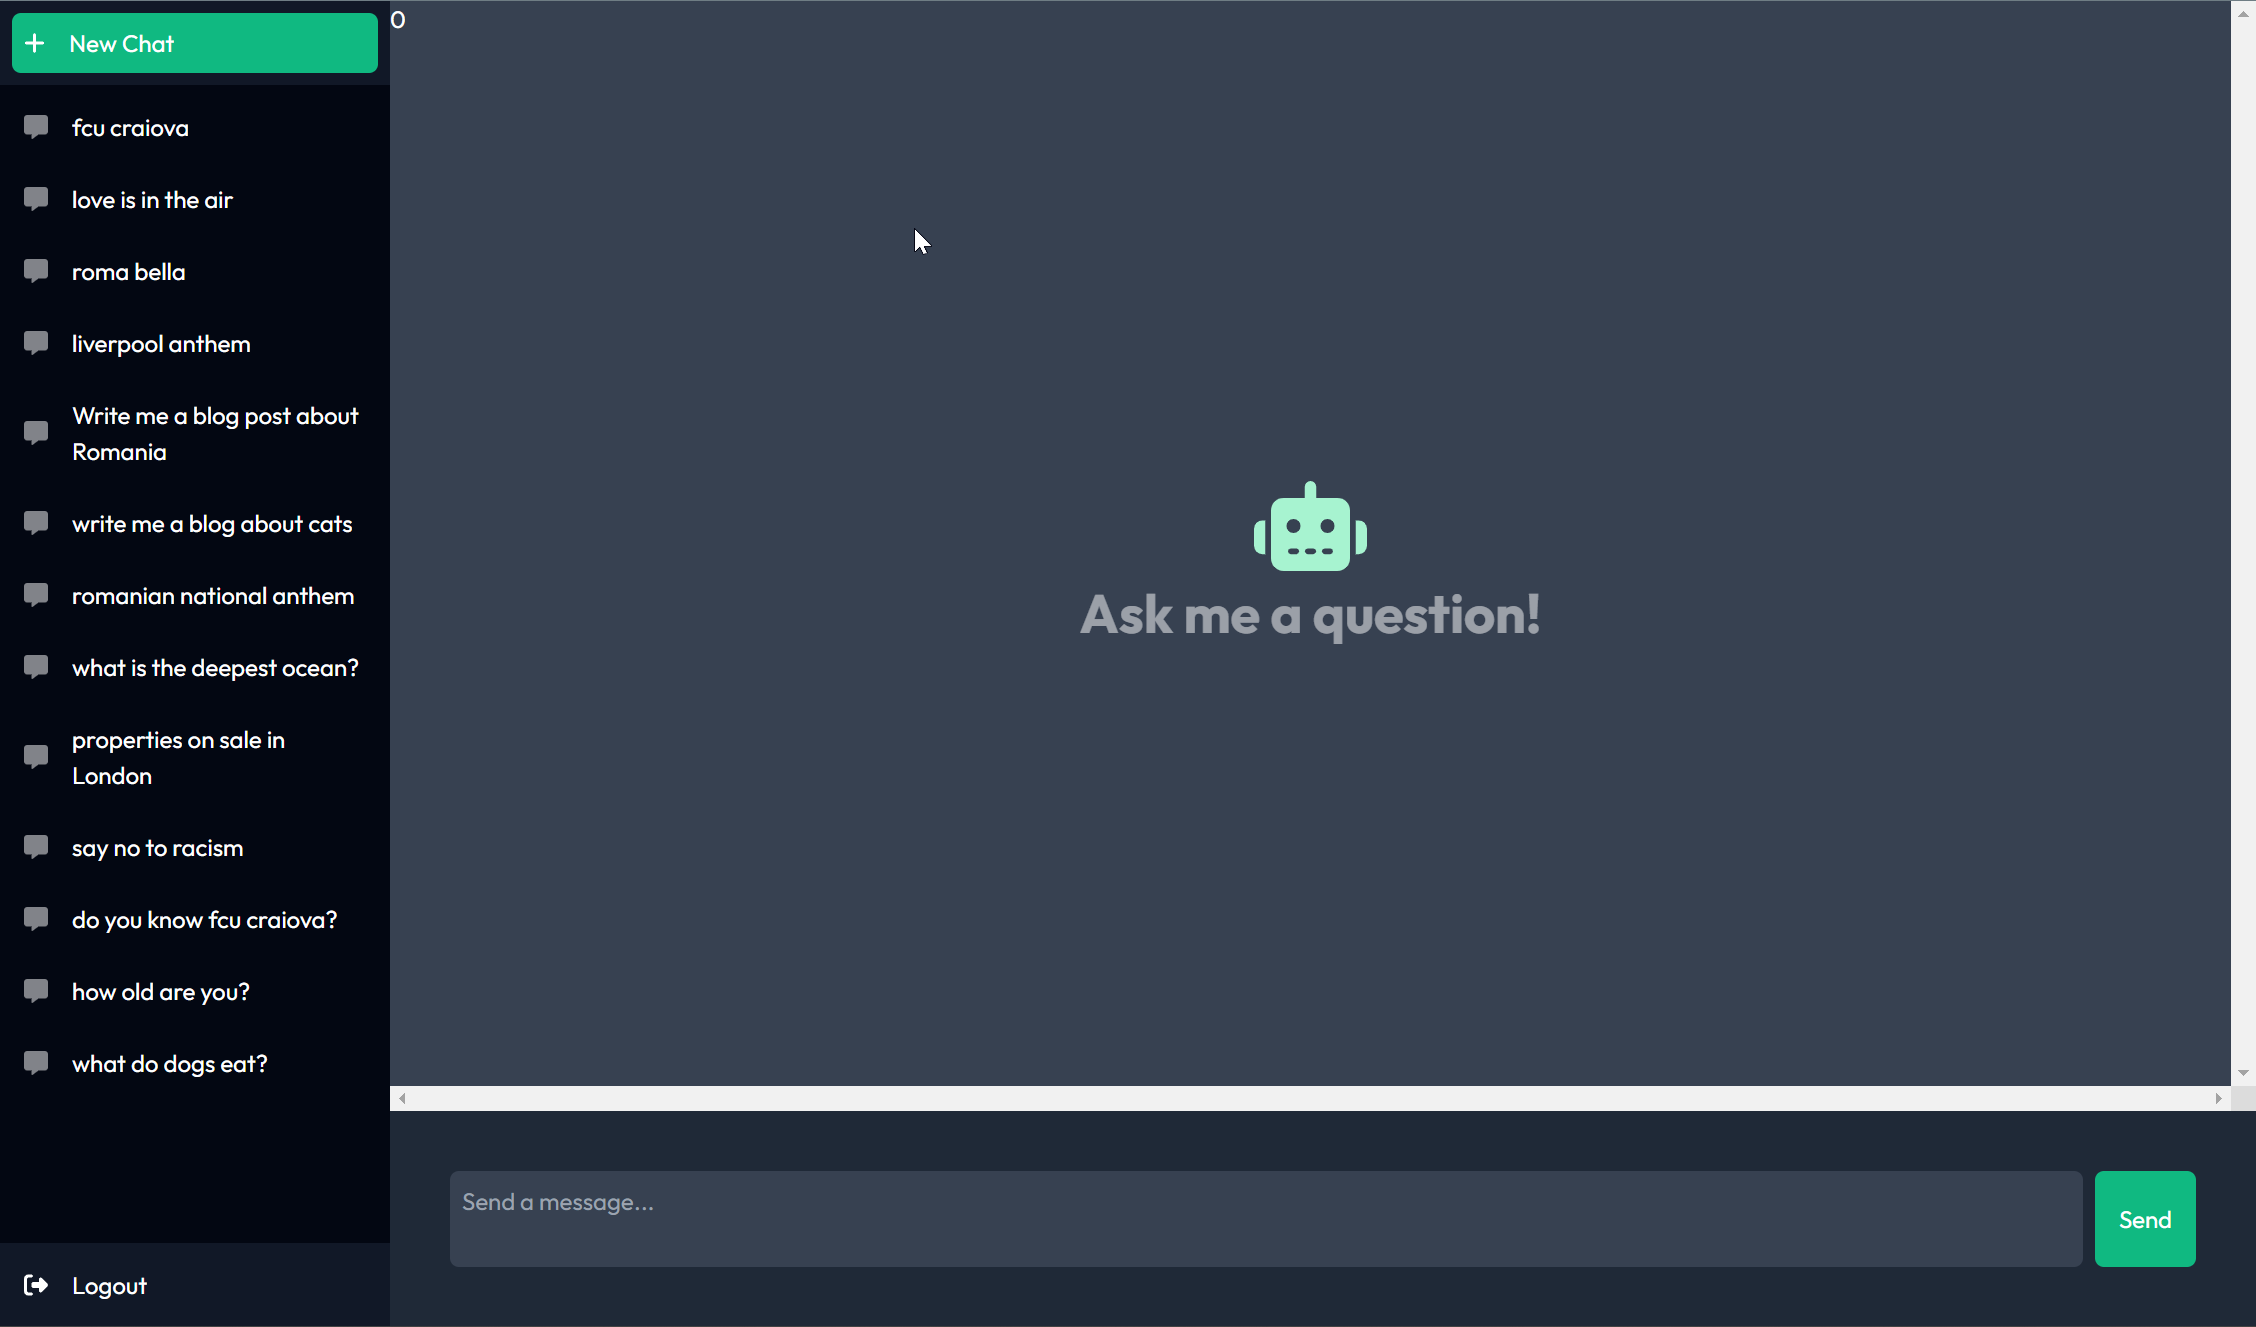 New Chat
fcu craiova
love is in the air
roma bella
liverpool anthem
Write me a blog post about
Romania
write me a blog about cats
romanian national anthem
what is the deepest ocean?
properties on sale in
London
say no to racism
do you know fcu craiova?
how old are you?
what do dogs eat?
Logout
0
Ask me a question!
Send a message...
Send